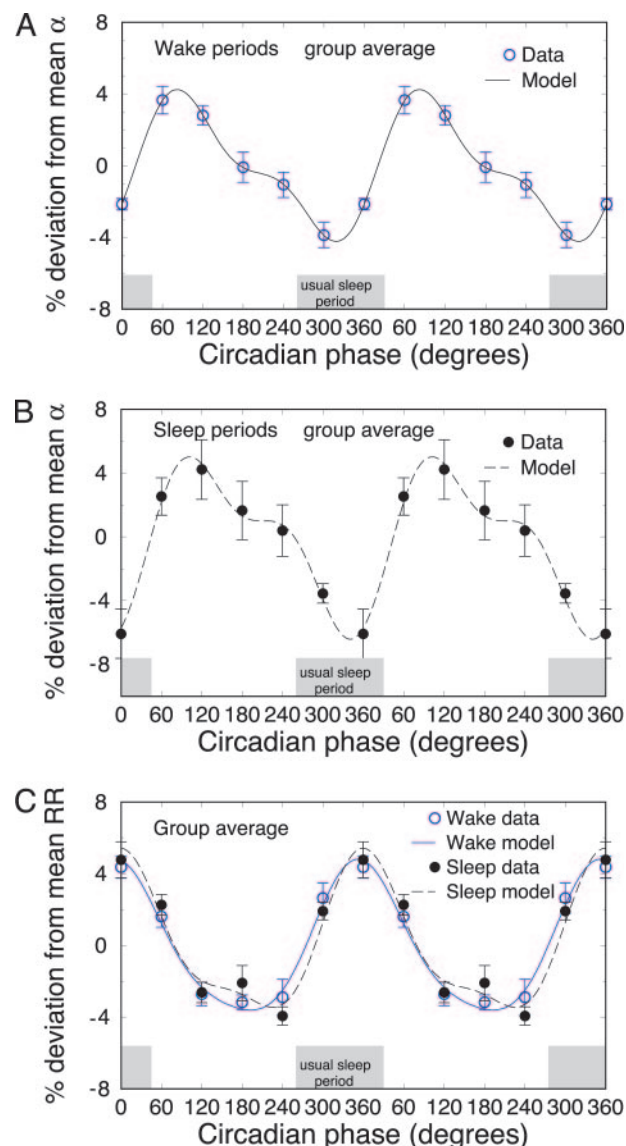 A
% deviation from mean α
8
4
0
-4
-8
Wake periods group average
Data
Model
usual sleep
period
0 60 120 180 240 300 360 60 120 180 240 300 360
Circadian phase (degrees)
B
% deviation from mean α
8
4
0
-4
-8
Sleep periods group average
Data
Model
usual sleep
period
0 60 120 180 240 300 360 60 120 180 240 300 360
Circadian phase (degrees)
C
% deviation from mean RR
8
4
0
-4
-8
Group average
Wake data
Wake model
Sleep data
Sleep model
usual sleep
period
0 60 120 180 240 300 360 60 120 180 240 300 360
Circadian phase (degrees)